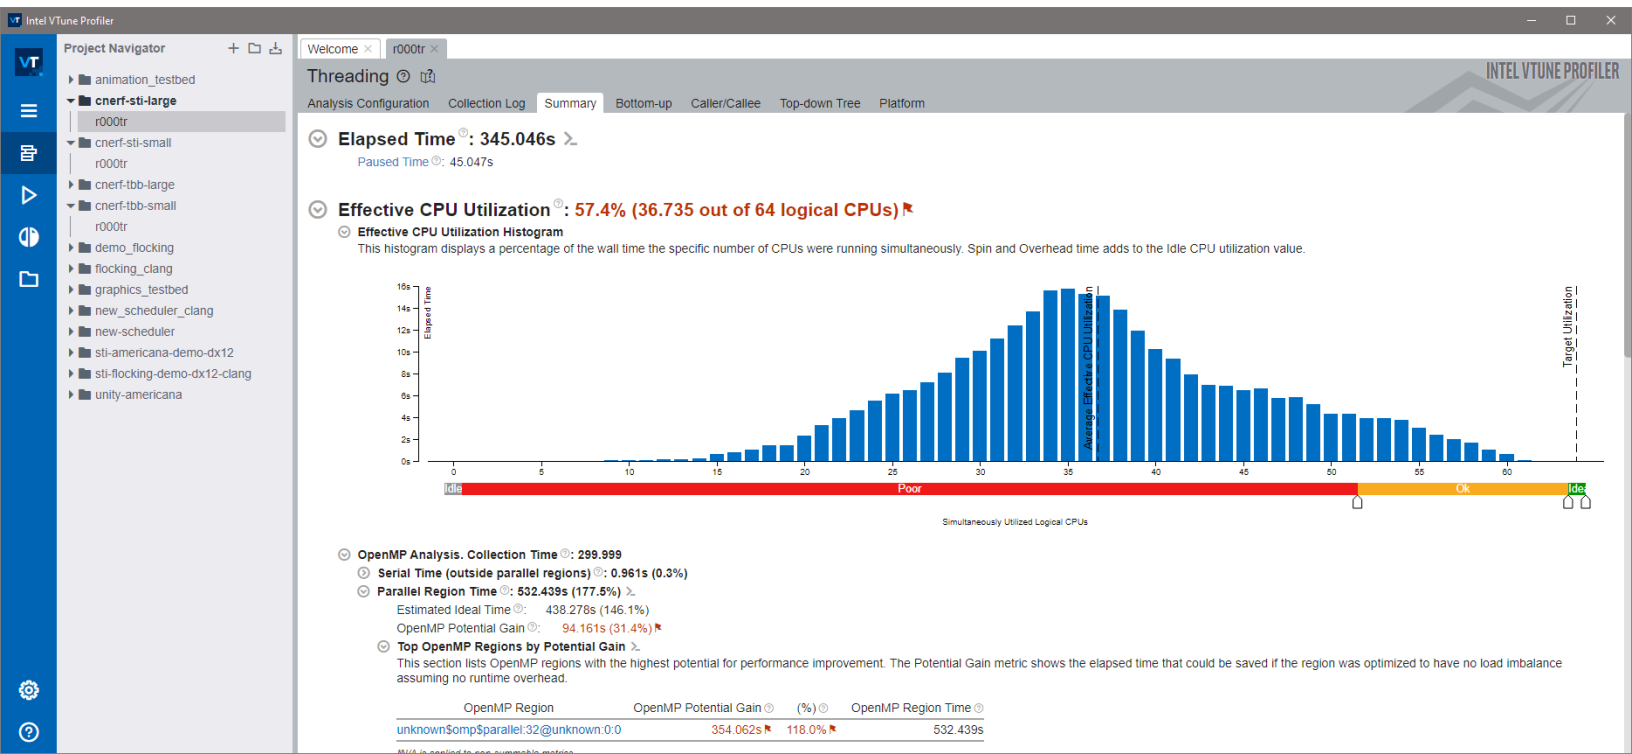 VT Intel VTune Profiler
VT
Project Navigator
animation_testbed
cnerf-sti-large
r000tr
cnerf-sti-small
r000tr
cnerf-tbb-large
cnerf-tbb-small
r000tr
demo_flocking
flocking_clang
graphics_testbed
new_scheduler_clang
new-scheduler
sti-americana-demo-dx12
sti-flocking-demo-dx12-clang
unity-americana
Welcome r000tr
Threading
INTEL VTUNE PROFILER
Analysis Configuration Collection Log Summary Bottom-up Caller/Callee Top-down Tree Platform
Elapsed Time: 345.046s
Paused Time: 45.047s
Effective CPU Utilization: 57.4% (36.735 out of 64 logical CPUs)
Effective CPU Utilization Histogram
This histogram displays a percentage of the wall time the specific number of CPUs were running simultaneously. Spin and Overhead time adds to the Idle CPU utilization value.
16s
14s
12s
10s
8s
6s
4s
2s
0s
Elapsed Time
Average Effective CPU Utilization
Target Utilization
0 5 10 15 20 25 30 35 40 45 50 55 60
Idle Poor Ok Idea
Simultaneously Utilized Logical CPUs
OpenMP Analysis. Collection Time: 299.999
Serial Time (outside parallel regions): 0.961s (0.3%)
Parallel Region Time: 532.439s (177.5%)
Estimated Ideal Time: 438.278s (146.1%)
OpenMP Potential Gain: 94.161s (31.4%)
Top OpenMP Regions by Potential Gain
This section lists OpenMP regions with the highest potential for performance improvement. The Potential Gain metric shows the elapsed time that could be saved if the region was optimized to have no load imbalance
assuming no runtime overhead.
OpenMP Region OpenMP Potential Gain (%) OpenMP Region Time
unknown$omp$parallel:32@unknown:0:0 354.062s 118.0% 532.439s
*N/A is applied to non-summable metrics.